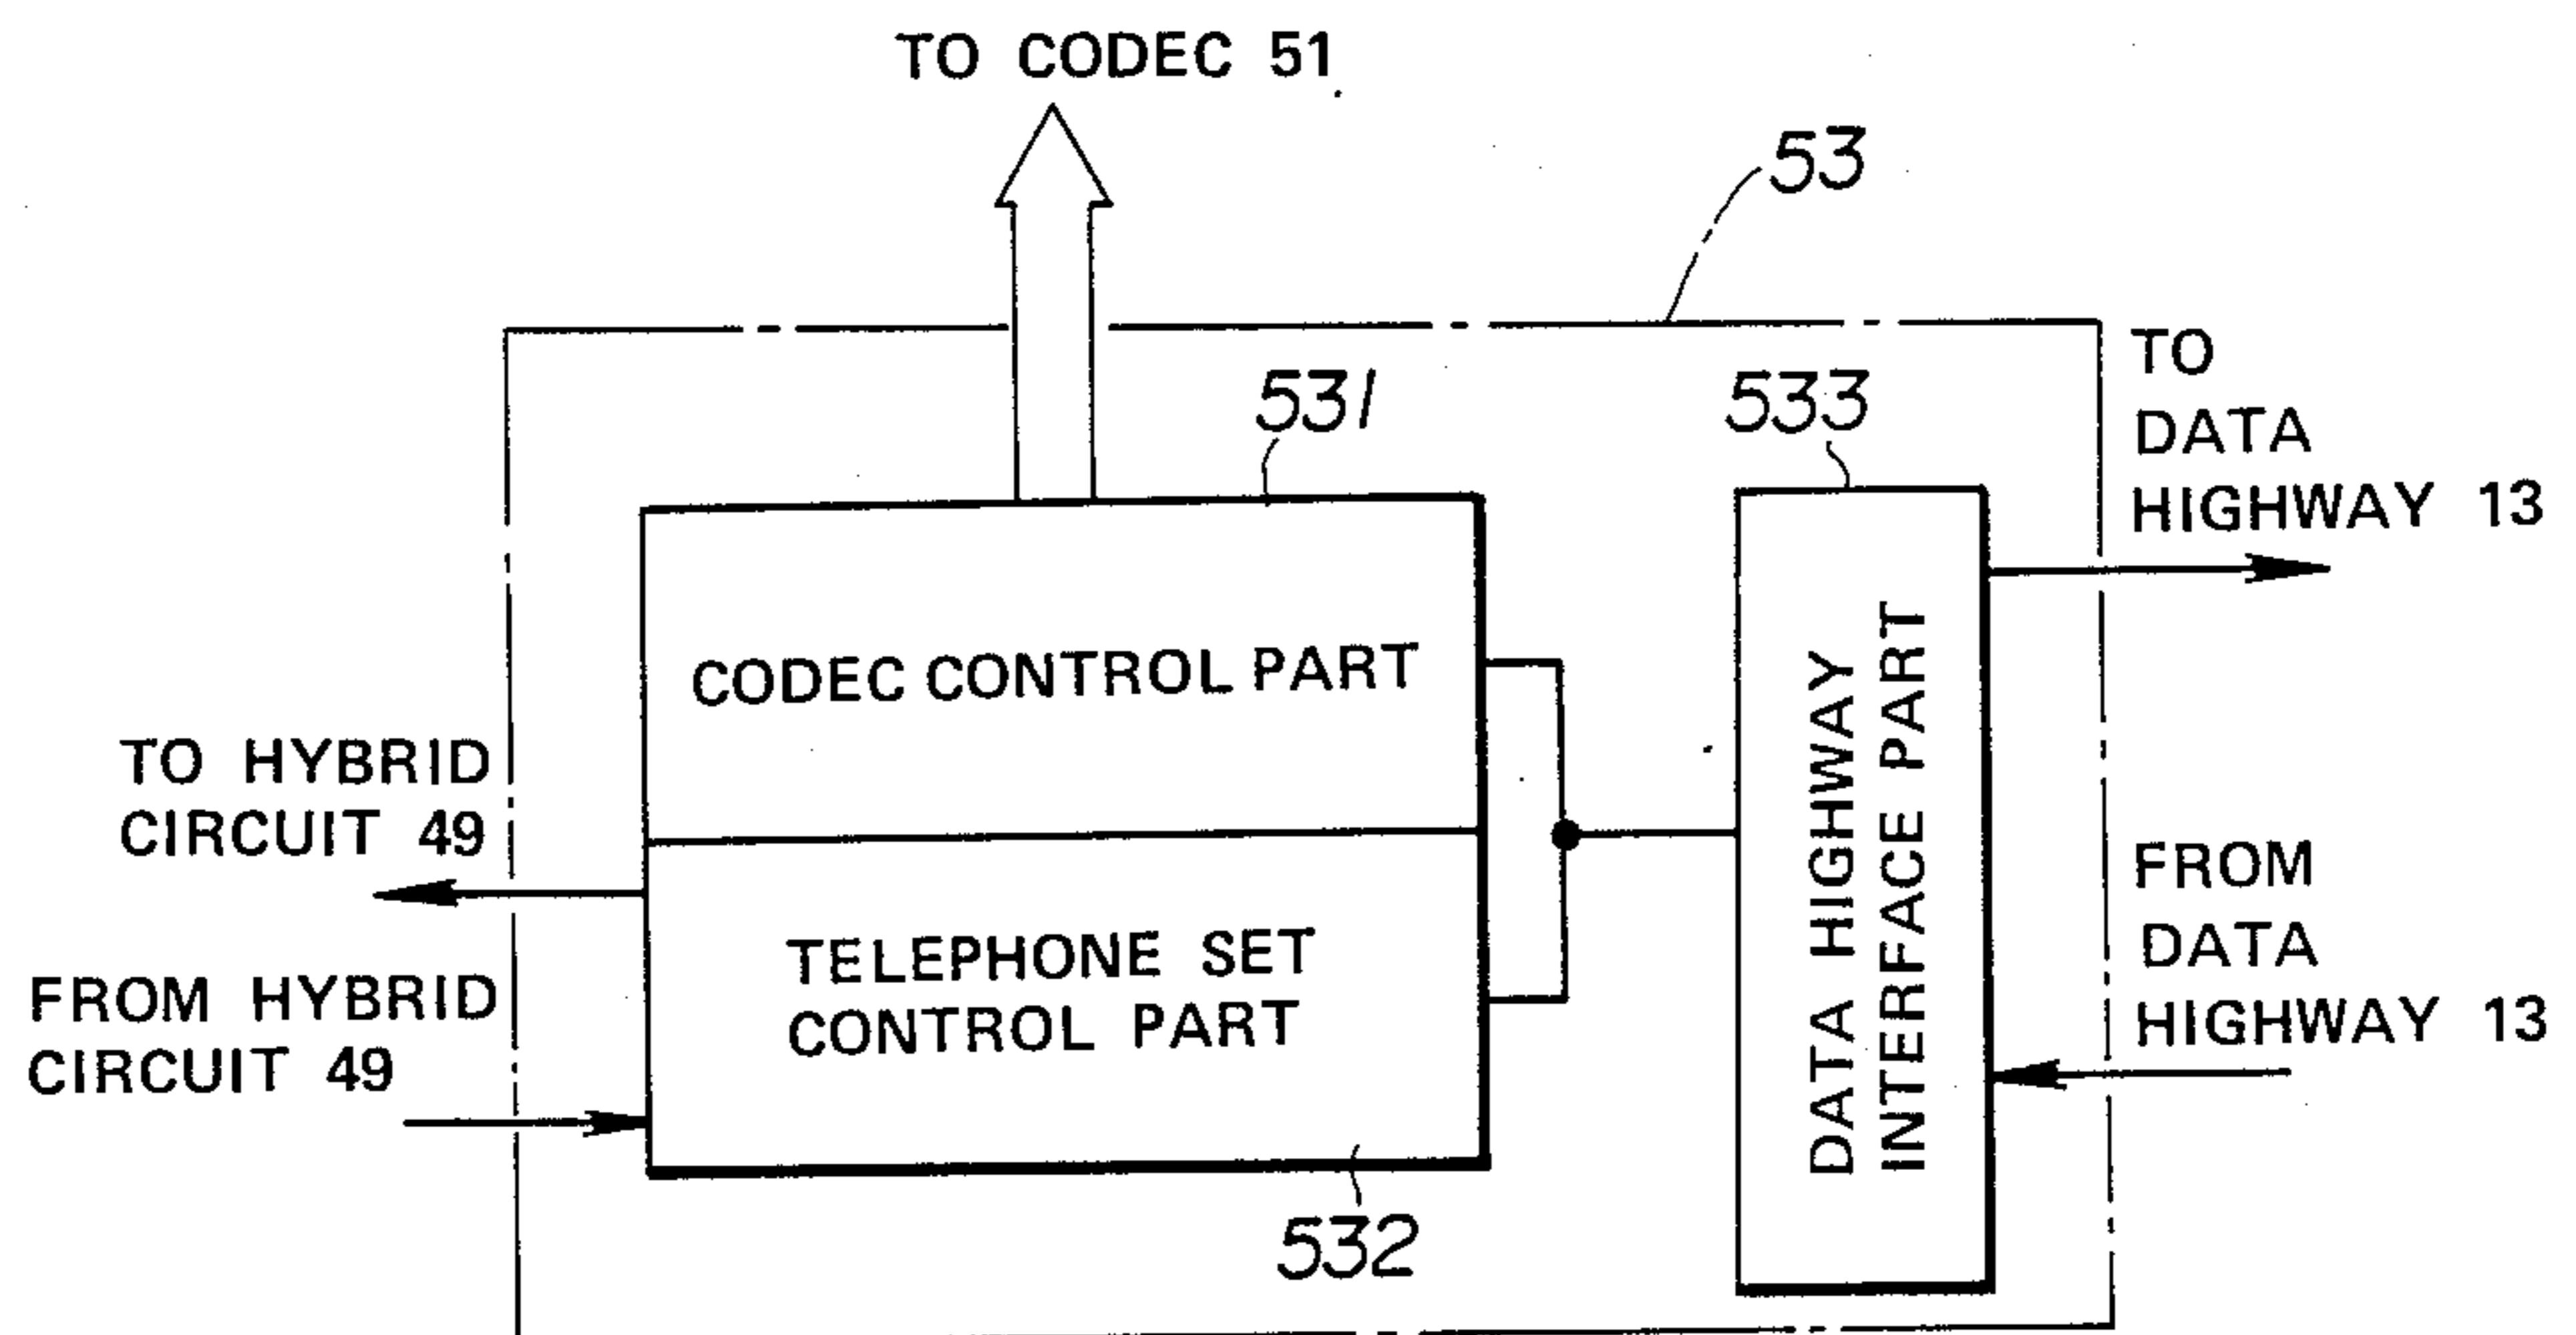 TO CODEC 51
53
531
533
TO
DATA
HIGHWAY 13
CODEC CONTROL PART
TO HYBRID
CIRCUIT 49
TELEPHONE SET
CONTROL PART
FROM HYBRID
CIRCUIT 49
DATA HIGHWAY
INTERFACE PART
FROM
DATA
HIGHWAY 13
532